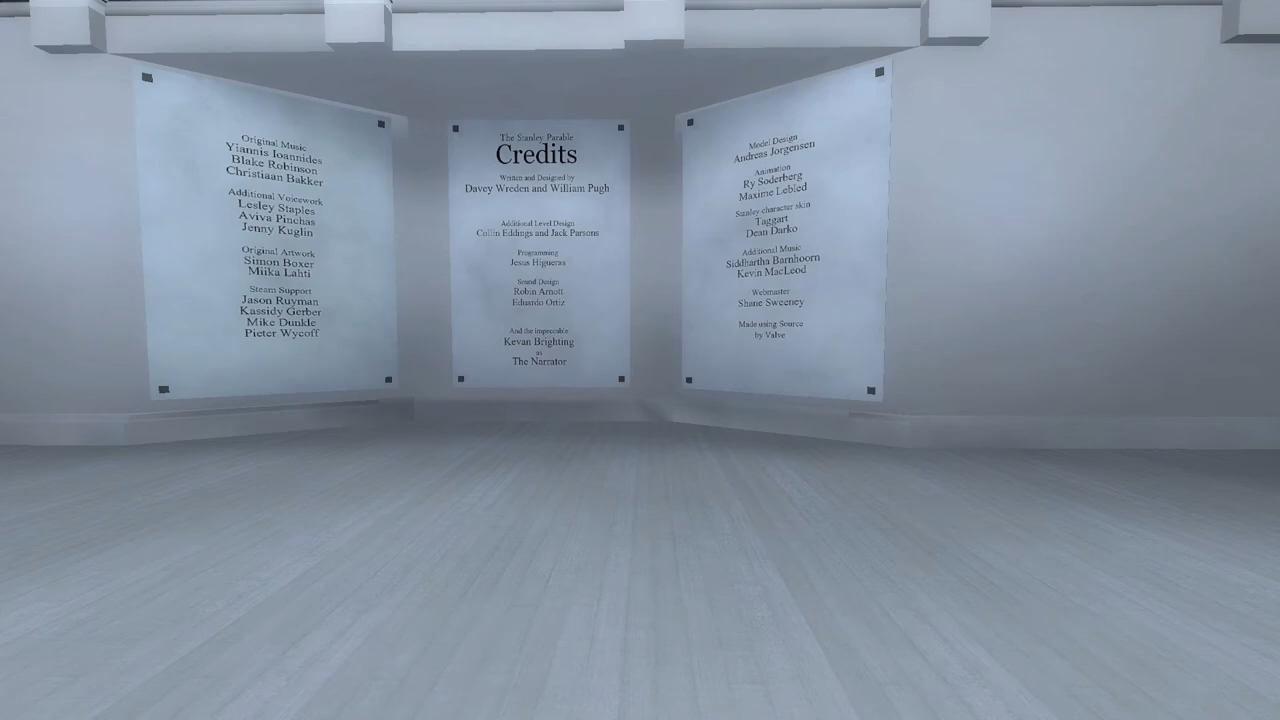 Original Music
Yiannis Ioannides
Blake Robinson
Christiaan Bakker
Additional Voicework
Lesley Staples
Aviva Pinchas
Jenny Kuglin
Original Artwork
Simon Boxer
Miika Lahti
Steam Support
Jason Ruyman
Kassidy Gerber
Mike Dunkle
Pieter Wycoff
The Stanley Parable
Credits
Written and Designed by
Davey Wreden and William Pugh
Additional Level Design
Collin Eddings and Jack Parsons
Programming
Jesus Higueras
Sound Design
Robin Arnott
Eduardo Ortiz
And the impeccable
Kevan Brighting
as
The Narrator
Model Design
Andreas Jorgensen
Animation
Ry Soderberg
Maxime Lebled
Stanley character skin
Taggart
Dean Darko
Additional Music
Siddhartha Barnhoorn
Kevin MacLeod
Webmaster
Shane Sweeney
Made using Source
by Valve